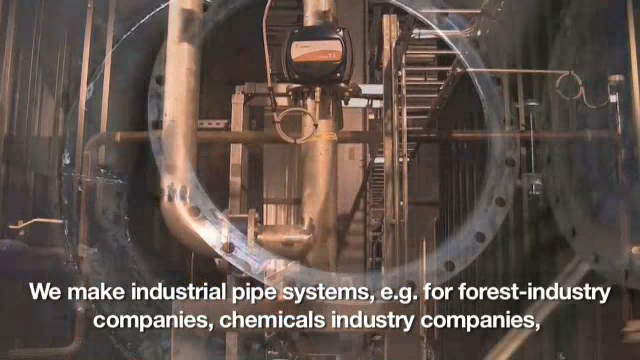 We make industrial pipe systems, e.g. for forest-industry
companies, chemicals industry companies,